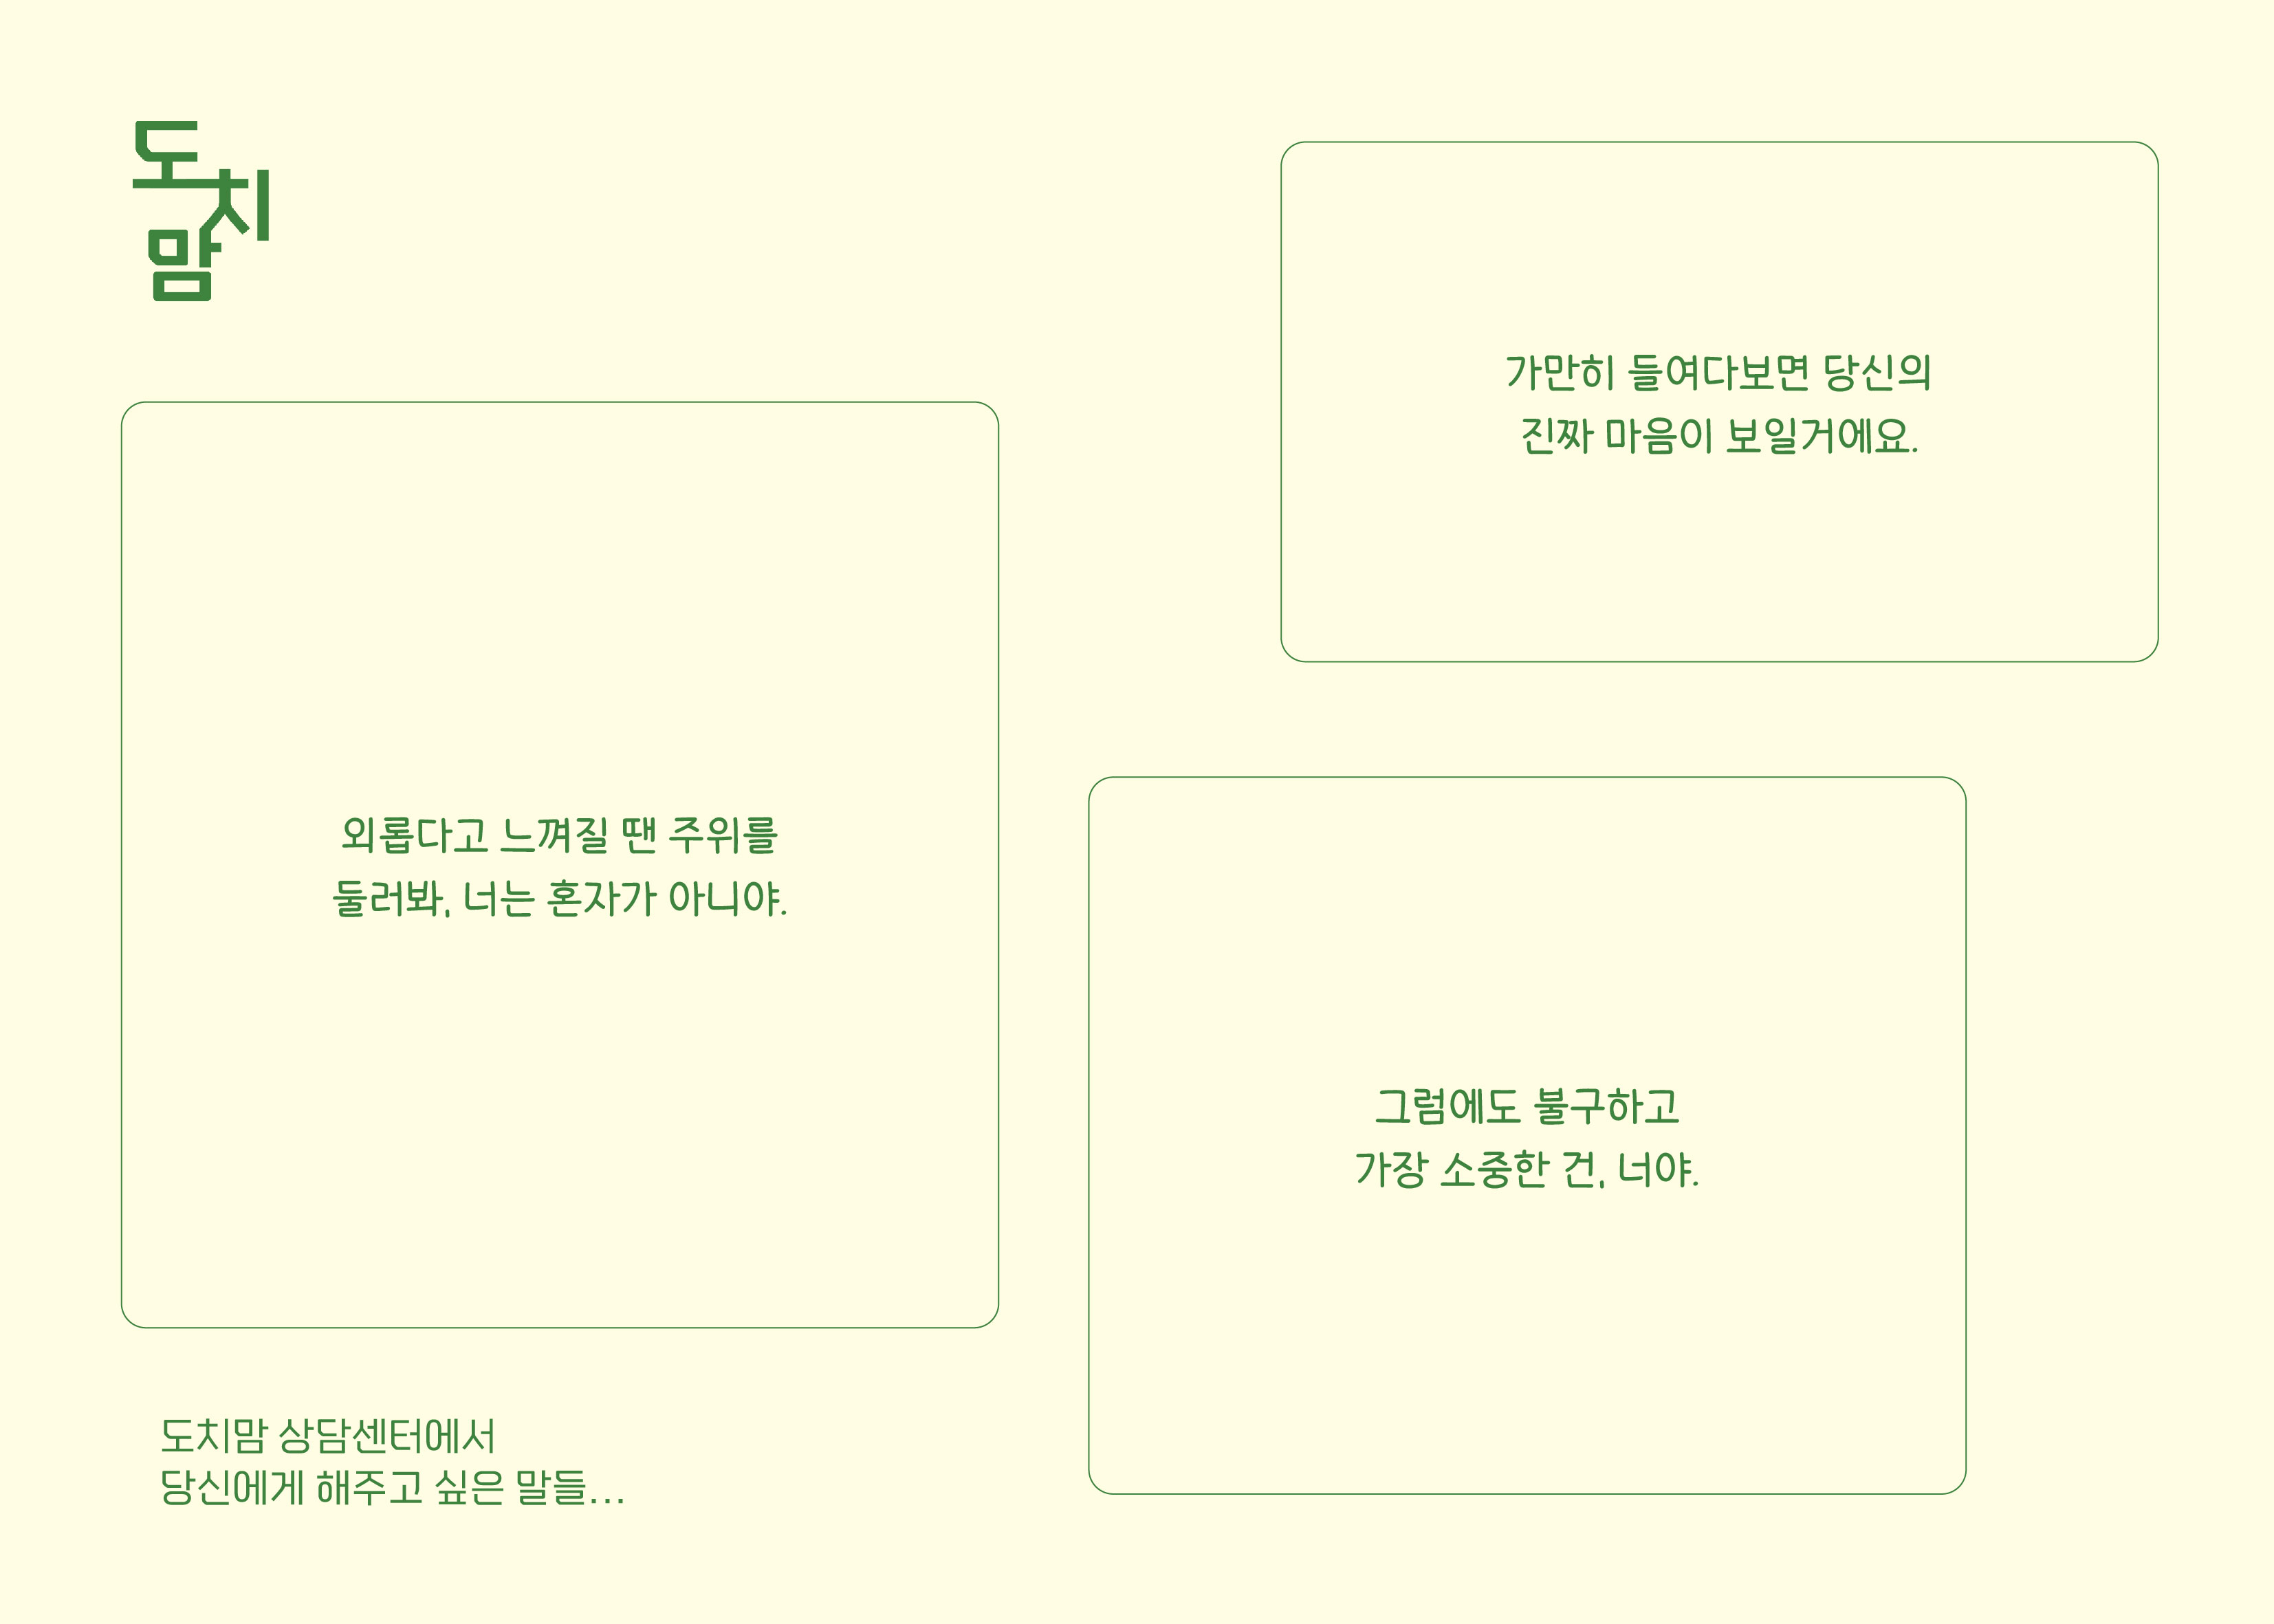 도치
맘
가만히 들여다보면 당신의
진짜 마음이 보일거에요.
외롭다고 느껴질 땐 주위를
둘러봐, 너는 혼자가 아니야.
그럼에도 불구하고
가장 소중한 건, 너야.
도치맘 상담센터에서
당신에게 해주고 싶은 말들...